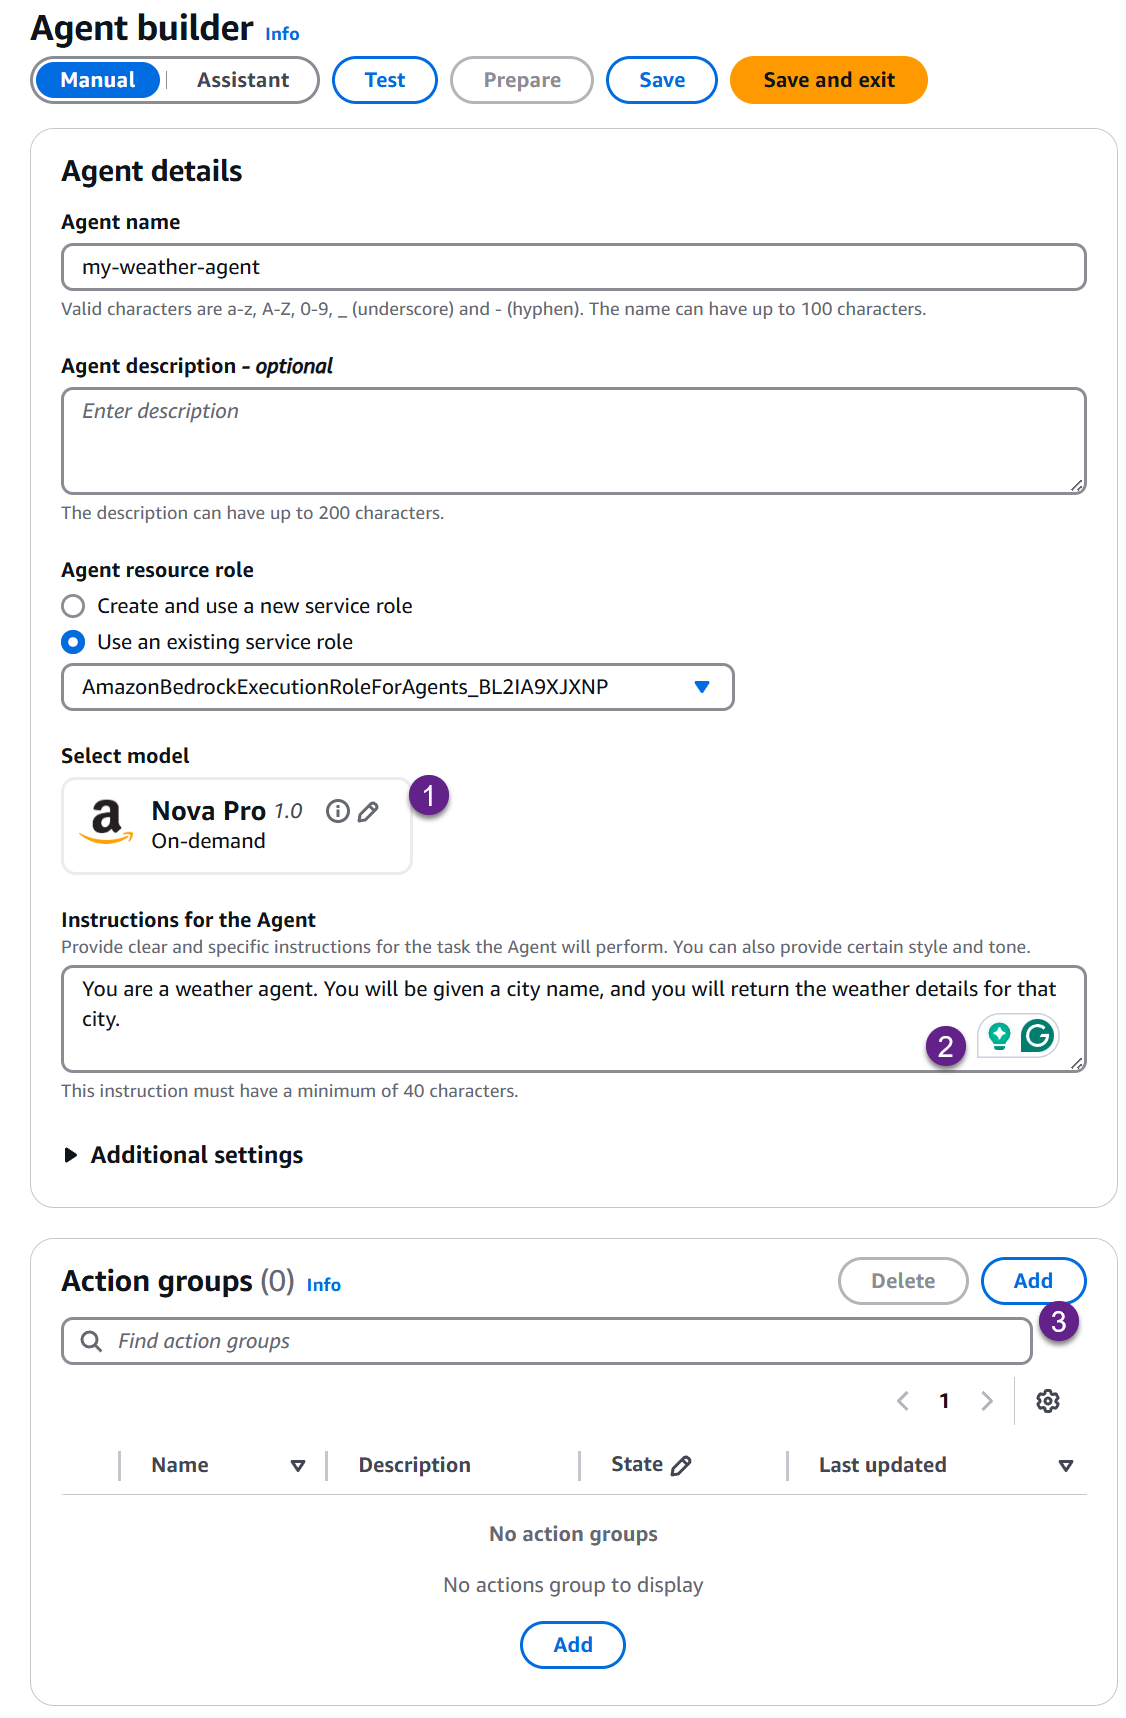 Agent builder Info
Manual Assistant Test Prepare Save Save and exit
Agent details
Agent name
my-weather-agent
Valid characters are a-z, A-Z, 0-9, _ (underscore) and - (hyphen). The name can have up to 100 characters.
Agent description - optional
Enter description
The description can have up to 200 characters.
Agent resource role
Create and use a new service role
Use an existing service role
AmazonBedrockExecutionRoleForAgents_BL2IA9XJXNP
Select model
Nova Pro 1.0
1
On-demand
Instructions for the Agent
Provide clear and specific instructions for the task the Agent will perform. You can also provide certain style and tone.
You are a weather agent. You will be given a city name, and you will return the weather details for that
city.
2
This instruction must have a minimum of 40 characters.
Additional settings
Action groups (0) Info Delete Add
3
Find action groups
1
Name Description State Last updated
No action groups
No actions group to display
Add